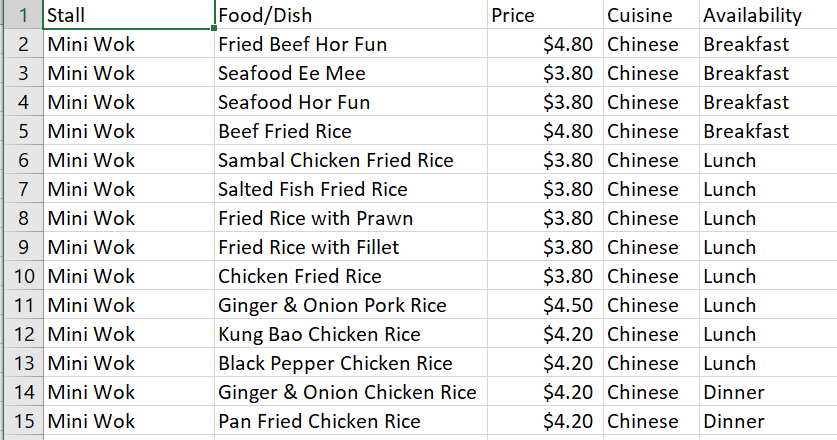 1 Stall Food/Dish Price Cuisine Availability
2 Mini Wok Fried Beef Hor Fun $4.80 Chinese Breakfast
3 Mini Wok Seafood Ee Mee $3.80 Chinese Breakfast
4 Mini Wok Seafood Hor Fun $3.80 Chinese Breakfast
5 Mini Wok Beef Fried Rice $4.80 Chinese Breakfast
6 Mini Wok Sambal Chicken Fried Rice $3.80 Chinese Lunch
7 Mini Wok Salted Fish Fried Rice $3.80 Chinese Lunch
8 Mini Wok Fried Rice with Prawn $3.80 Chinese Lunch
9 Mini Wok Fried Rice with Fillet $3.80 Chinese Lunch
10 Mini Wok Chicken Fried Rice $3.80 Chinese Lunch
11 Mini Wok Ginger & Onion Pork Rice $4.50 Chinese Lunch
12 Mini Wok Kung Bao Chicken Rice $4.20 Chinese Lunch
13 Mini Wok Black Pepper Chicken Rice $4.20 Chinese Lunch
14 Mini Wok Ginger & Onion Chicken Rice $4.20 Chinese Dinner
15 Mini Wok Pan Fried Chicken Rice $4.20 Chinese Dinner